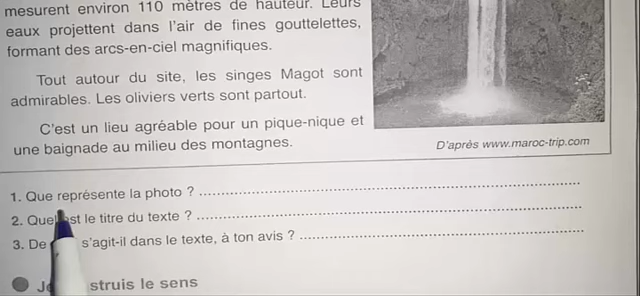 mesurent environ 110 mètres de hauteur. Leurs
eaux projettent dans l'air de fines gouttelettes,
formant des arcs-en-ciel magnifiques.
Tout autour du site, les singes Magot sont
admirables. Les oliviers verts sont partout.
C'est un lieu agréable pour un pique-nique et
une baignade au milieu des montagnes.
D'après www.maroc-trip.com
1. Que représente la photo ?
2. Quel est le titre du texte ?
3. De s'agit-il dans le texte, à ton avis ?
struis le sens